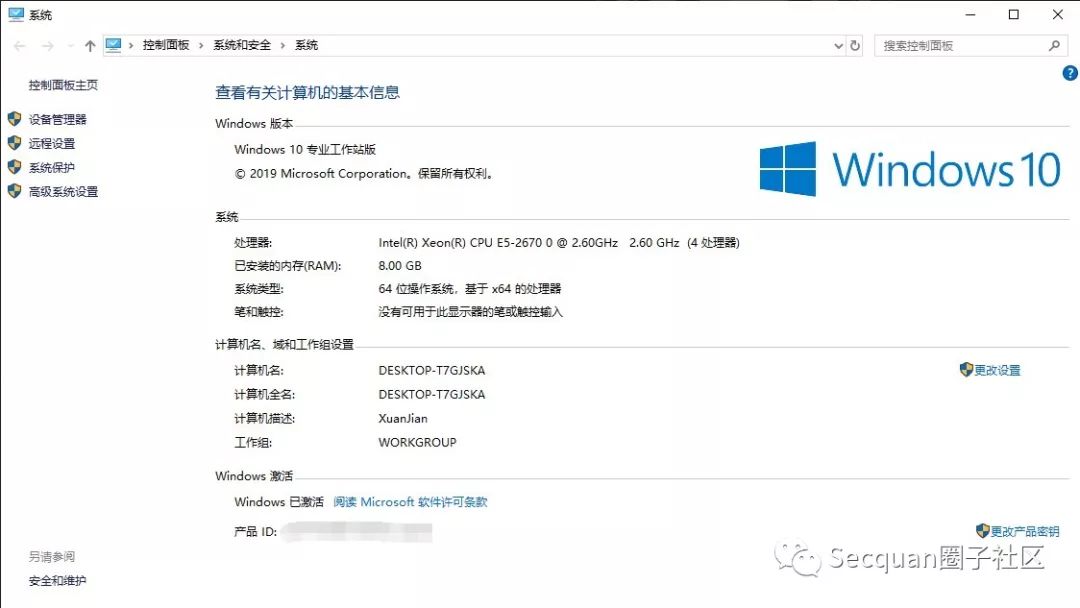 系统
控制面板 › 系统和安全 › 系统
搜索控制面板
?
控制面板主页
设备管理器
远程设置
系统保护
高级系统设置
查看有关计算机的基本信息
Windows 版本
Windows 10 专业工作站版
© 2019 Microsoft Corporation。保留所有权利。
Windows 10
系统
处理器: Intel(R) Xeon(R) CPU E5-2670 0 @ 2.60GHz 2.60 GHz (4 处理器)
已安装的内存(RAM): 8.00 GB
系统类型: 64 位操作系统，基于 x64 的处理器
笔和触控: 没有可用于此显示器的笔或触控输入
计算机名、域和工作组设置
计算机名: DESKTOP-T7GJSKA
更改设置
计算机全名: DESKTOP-T7GJSKA
计算机描述: XuanJian
工作组: WORKGROUP
Windows 激活
Windows 已激活 阅读 Microsoft 软件许可条款
产品 ID:
更改产品密钥
另请参阅
安全和维护
Secquan圈子社区